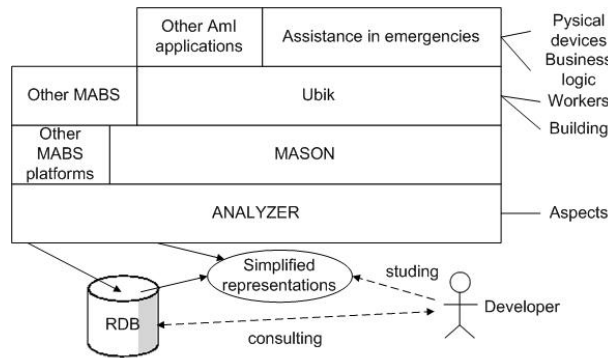 Other AmI
applications
Assistance in emergencies
Pysical
devices
Business
logic
Other MABS
Ubik
Workers
Building
Other
MABS
platforms
MASON
ANALYZER
Aspects
Simplified
representations
studing
Developer
RDB
consulting